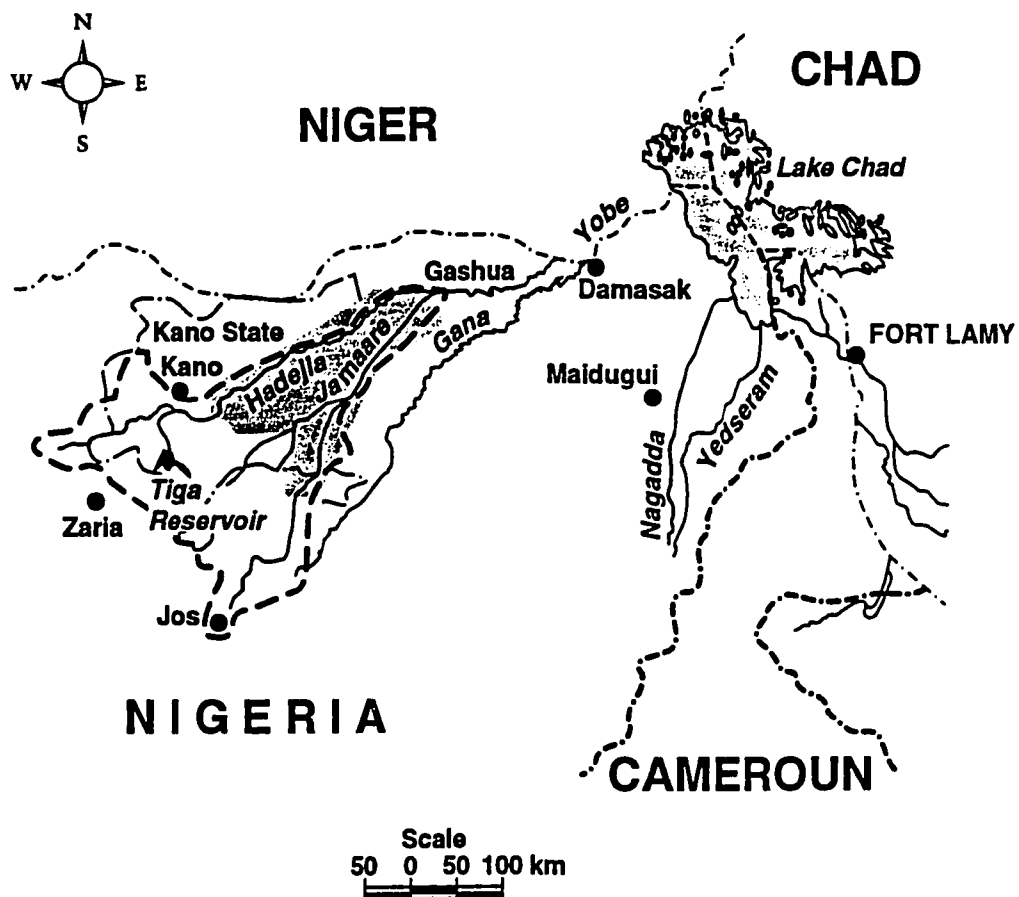 N
W E
S
CHAD
NIGER
Lake Chad
Yobe
Gashua
Damasak
Kano State
Gana
Kano
Hadejia
Jamaare
FORT LAMY
Maidugui
Yedseram
Nagadda
Tiga
Reservoir
Zaria
Jos
NIGERIA
CAMEROUN
Scale
50 0 50 100 km